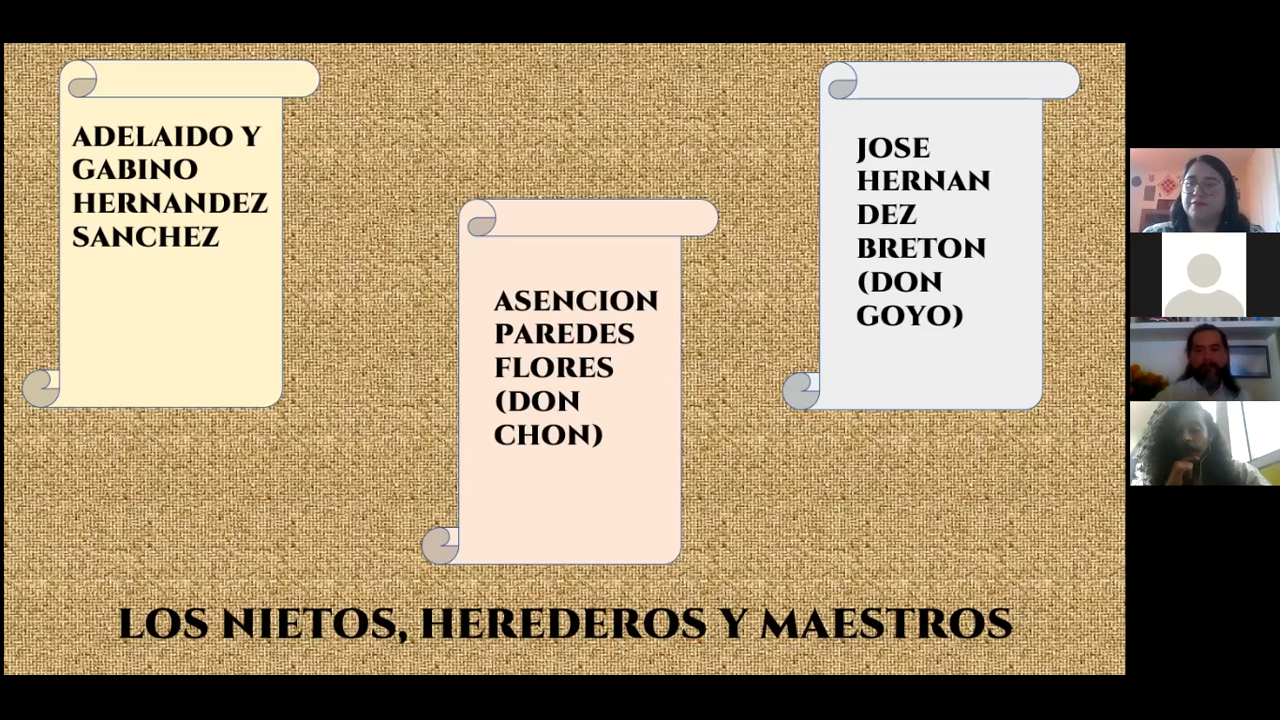 ADELAIDO Y
GABINO
HERNANDEZ
SANCHEZ
ASENCION
PAREDES
FLORES
(DON
CHON)
JOSE
HERNAN
DEZ
BRETON
(DON
GOYO)
LOS NIETOS, HEREDEROS Y MAESTROS